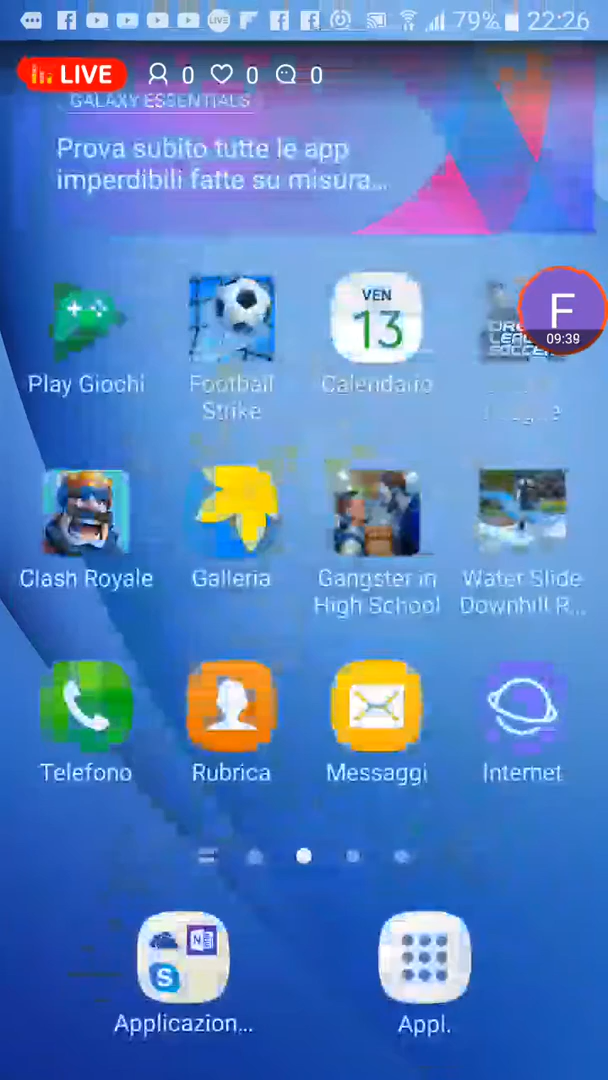 LIVE
79% 22:26
LIVE 0 0 0
GALAXY ESSENTIALS
Prova subito tutte le app
imperdibili fatte su misura...
VEN
13
F
09:39
Play Giochi
Football
Strike
Calendario
Clash Royale
Galleria
Gangster in
High School
Water Slide
Downhill R...
Telefono
Rubrica
Messaggi
Internet
N
S
Applicazion...
Appl.